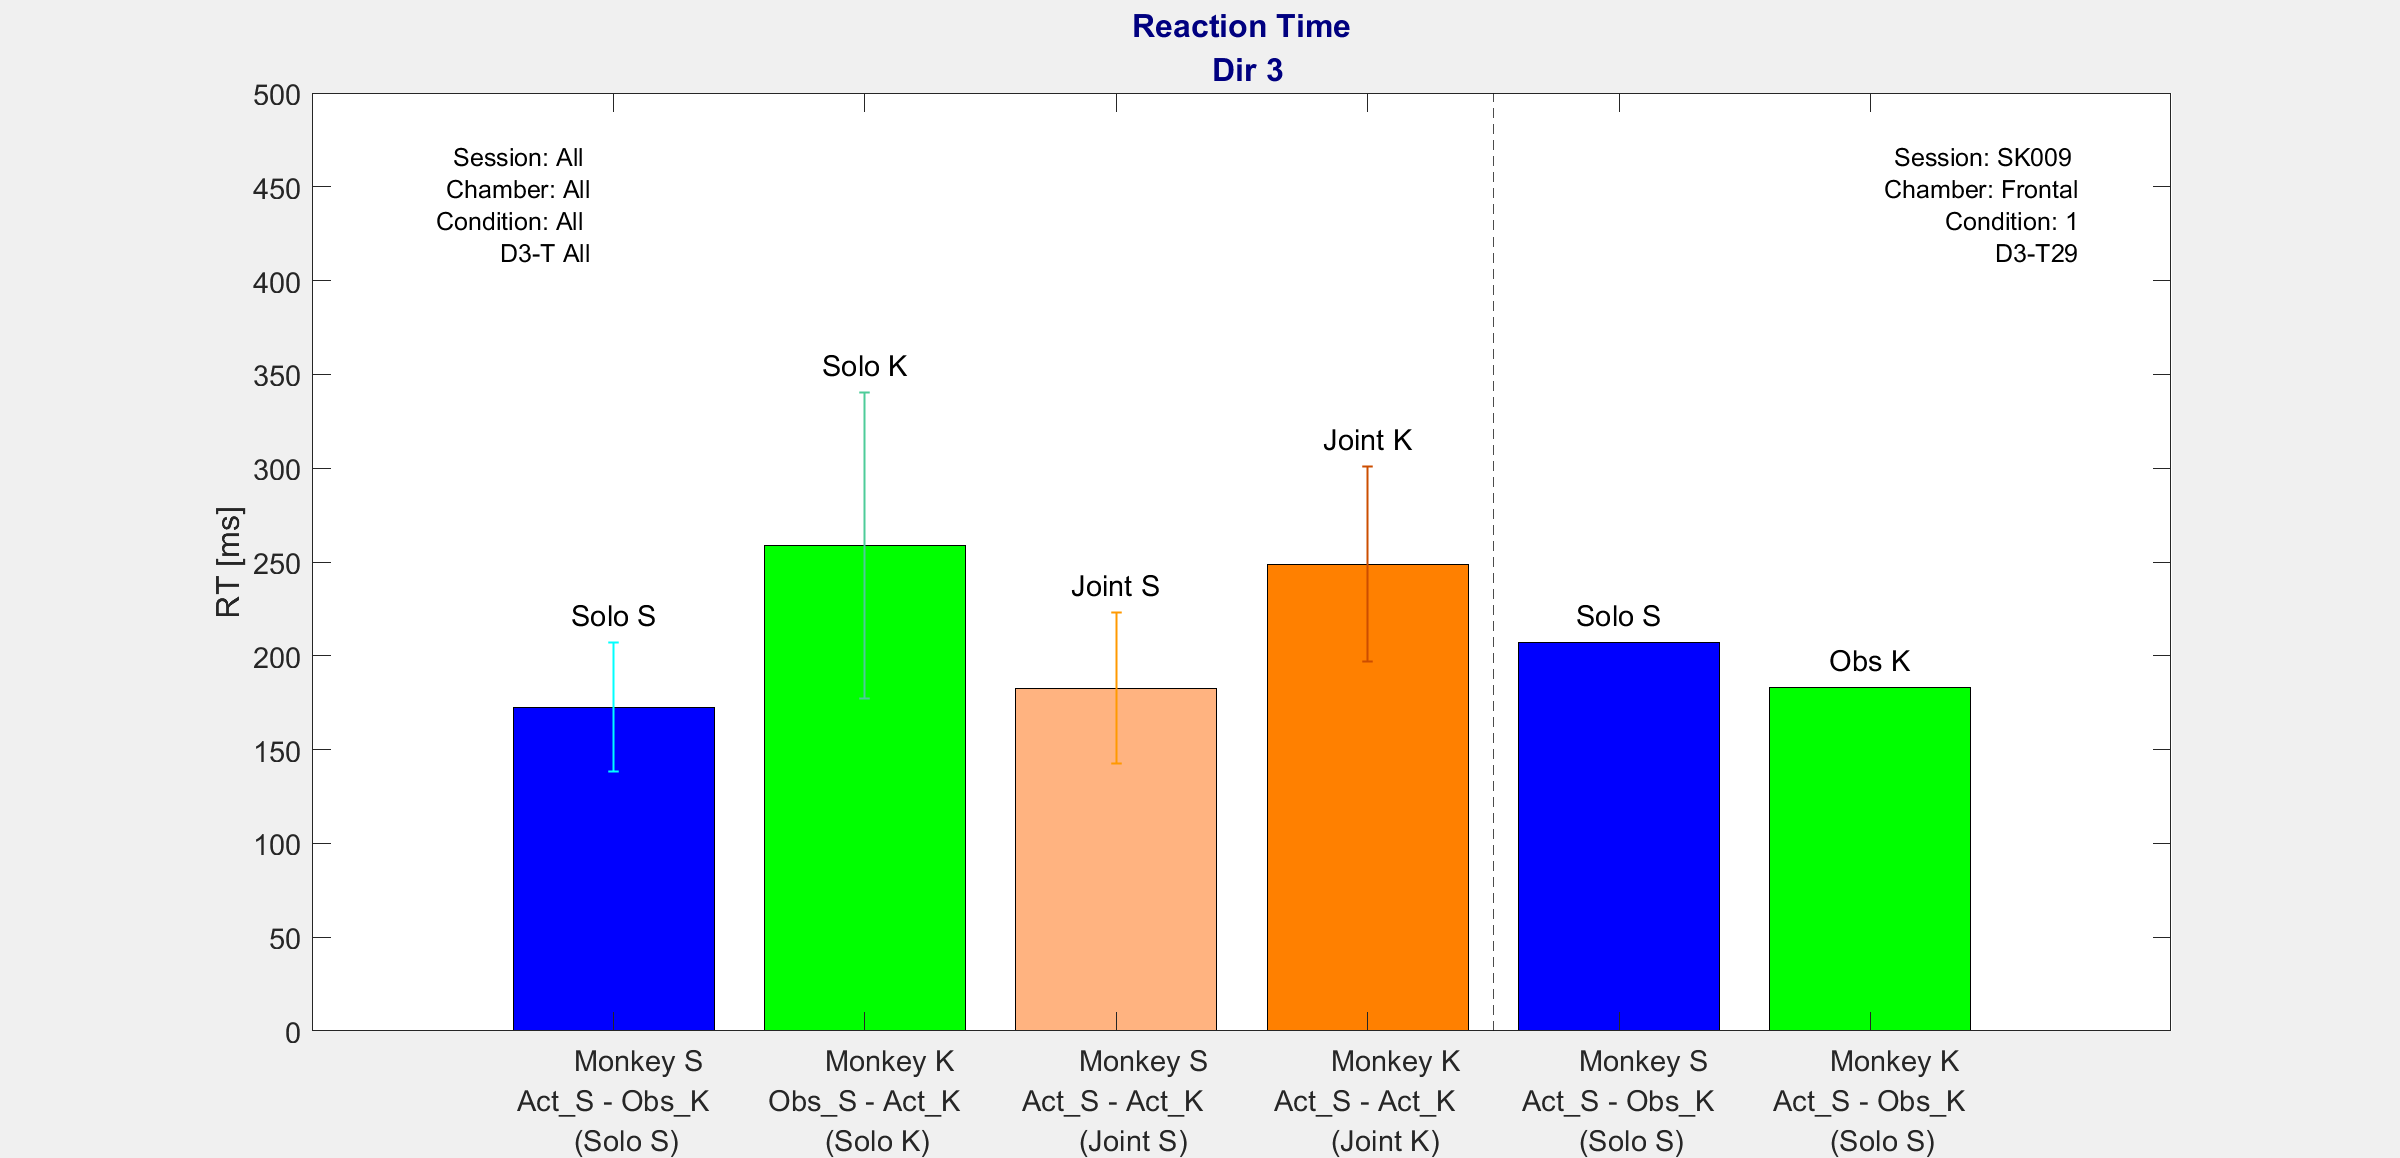 Reaction Time
Dir 3
500
450
400
350
300
250
200
150
100
50
0
RT [ms]
Session: All
Chamber: All
Condition: All
D3-T All
Session: SK009
Chamber: Frontal
Condition: 1
D3-T29
Solo S
Solo K
Joint S
Joint K
Solo S
Obs K
Monkey S
Act_S - Obs_K
(Solo S)
Monkey K
Obs_S - Act_K
(Solo K)
Monkey S
Act_S - Act_K
(Joint S)
Monkey K
Act_S - Act_K
(Joint K)
Monkey S
Act_S - Obs_K
(Solo S)
Monkey K
Act_S - Obs_K
(Solo S)